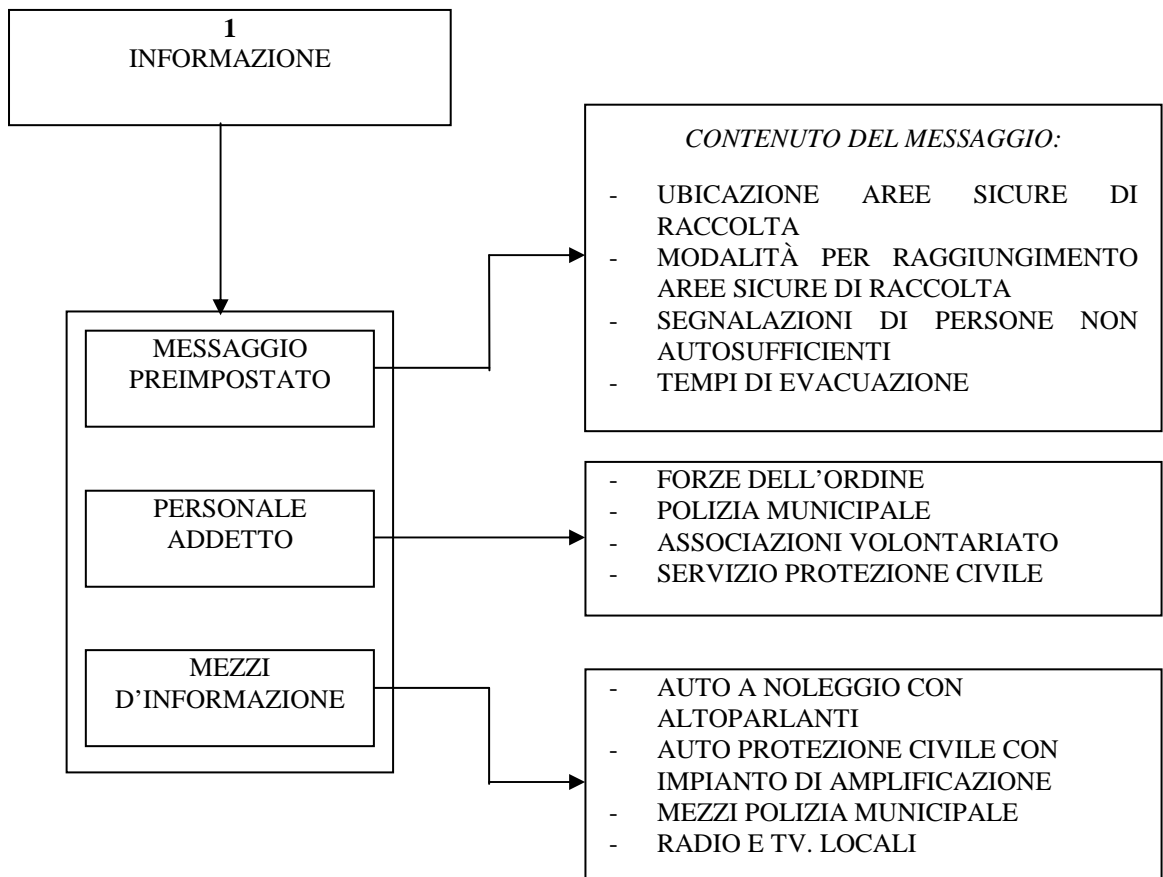 1
INFORMAZIONE
CONTENUTO DEL MESSAGGIO:
- UBICAZIONE AREE SICURE DI
RACCOLTA
- MODALITÀ PER RAGGIUNGIMENTO
AREE SICURE DI RACCOLTA
- SEGNALAZIONI DI PERSONE NON
AUTOSUFFICIENTI
- TEMPI DI EVACUAZIONE
MESSAGGIO
PREIMPOSTATO
PERSONALE
ADDETTO
- FORZE DELL’ORDINE
- POLIZIA MUNICIPALE
- ASSOCIAZIONI VOLONTARIATO
- SERVIZIO PROTEZIONE CIVILE
MEZZI
D’INFORMAZIONE
- AUTO A NOLEGGIO CON
ALTOPARLANTI
- AUTO PROTEZIONE CIVILE CON
IMPIANTO DI AMPLIFICAZIONE
- MEZZI POLIZIA MUNICIPALE
- RADIO E TV. LOCALI